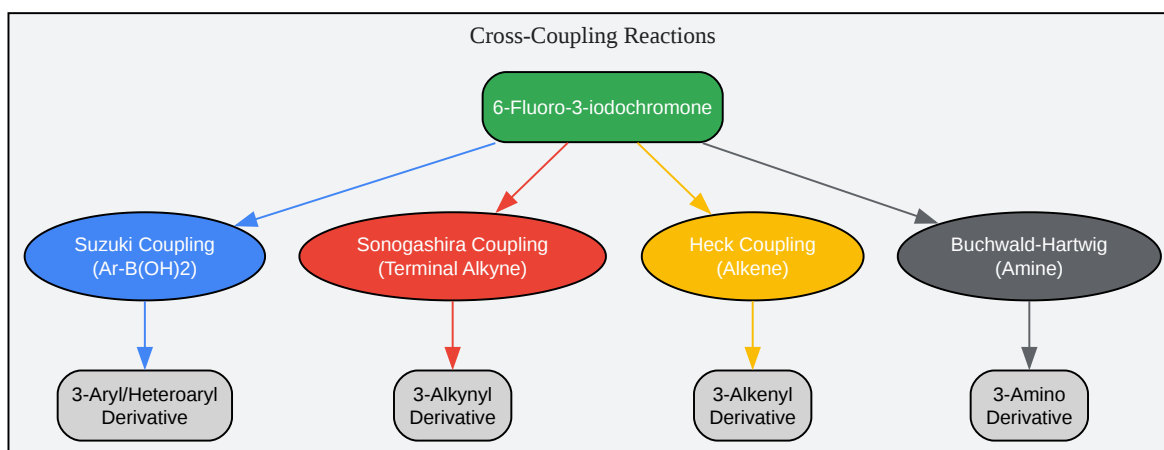 Cross-Coupling Reactions
6-Fluoro-3-iodochromone
Suzuki Coupling
(Ar-B(OH)2)
Sonogashira Coupling
(Terminal Alkyne)
Heck Coupling
(Alkene)
Buchwald-Hartwig
(Amine)
3-Aryl/Heteroaryl
Derivative
3-Alkynyl
Derivative
3-Alkenyl
Derivative
3-Amino
Derivative